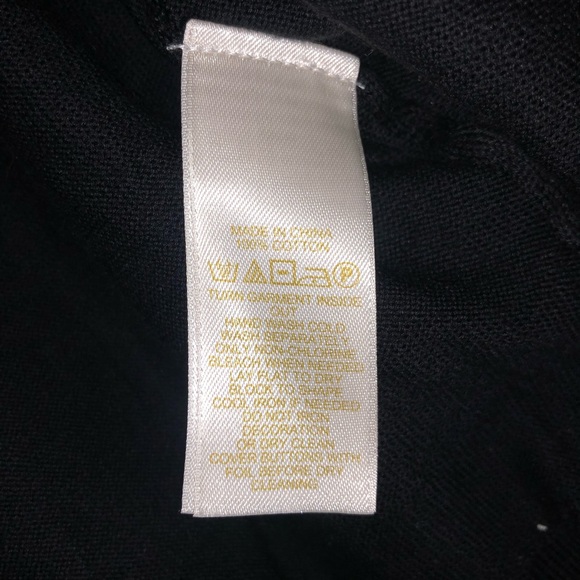 MADE IN CHINA
100% COTTON
P
TURN GARMENT INSIDE
OUT
HAND WASH COLD
WASH SEPARATELY
ONLY NON-CHLORINE
BLEACH WHEN NEEDED
LAY FLAT TO DRY
BLOCK TO SHAPE
COOL IRON IF NEEDED
DO NOT IRON
DECORATION
OR DRY CLEAN
COVER BUTTONS WITH
FOIL BEFORE DRY
CLEANING